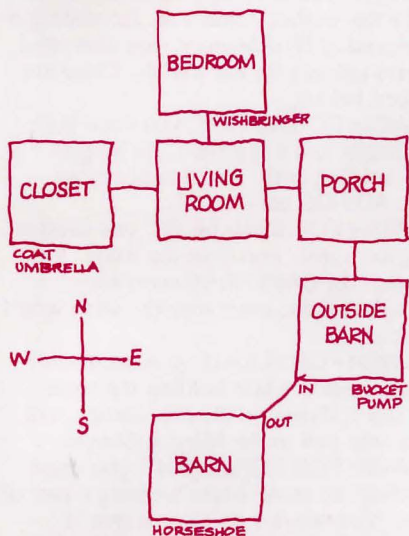 BEDROOM
WISHBRINGER
CLOSET
LIVING
ROOM
PORCH
COAT
UMBRELLA
OUTSIDE
BARN
IN
BUCKET
PUMP
N
W
E
S
OUT
BARN
HORSESHOE